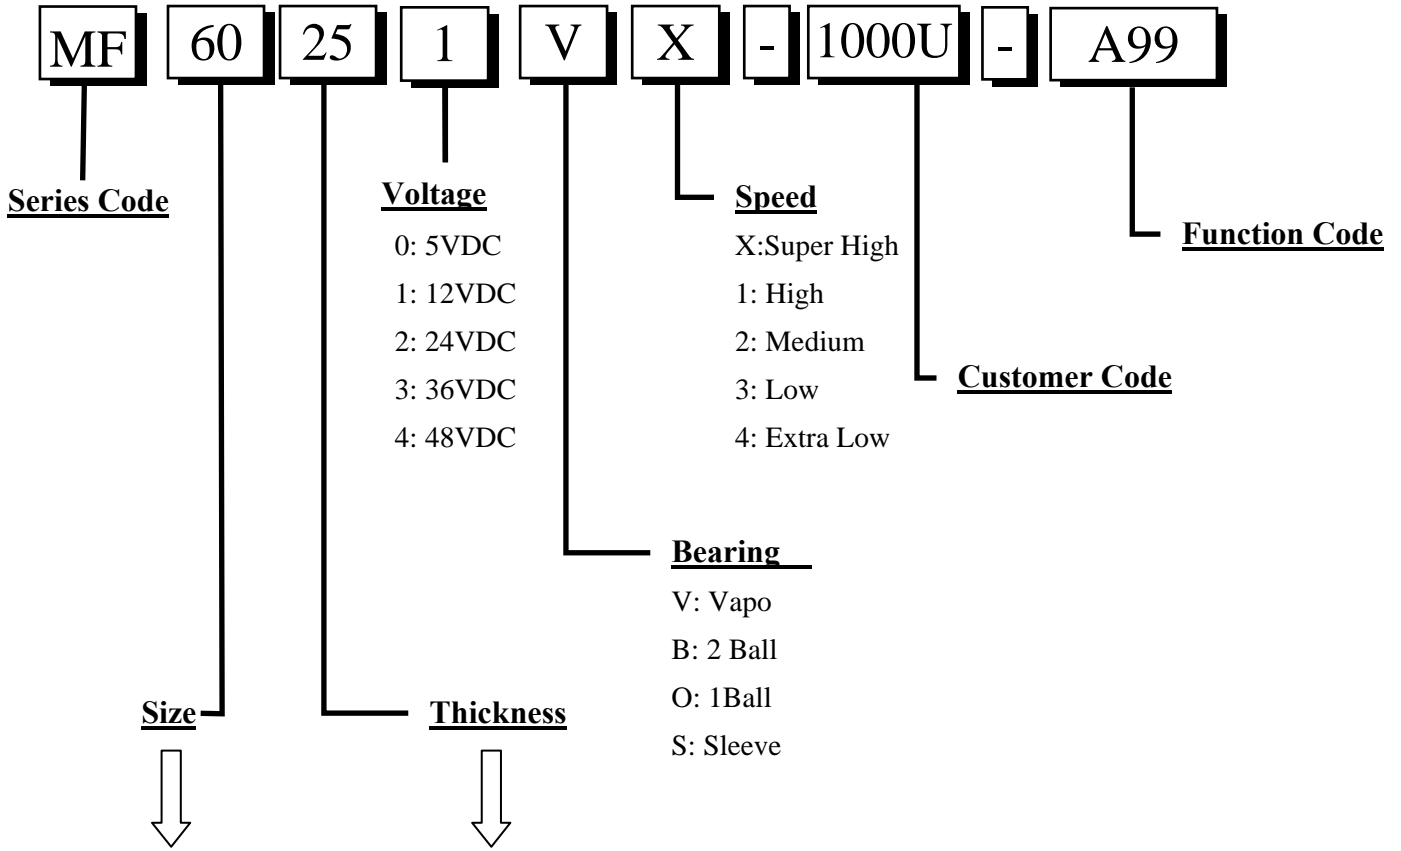 MF 60 25 1 V X - 1000U - A99
Series Code
Voltage
0: 5VDC
1: 12VDC
2: 24VDC
3: 36VDC
4: 48VDC
Speed
X:Super High
1: High
2: Medium
3: Low
4: Extra Low
Function Code
Customer Code
Bearing
V: Vapo
B: 2 Ball
O: 1Ball
S: Sleeve
Size
Thickness